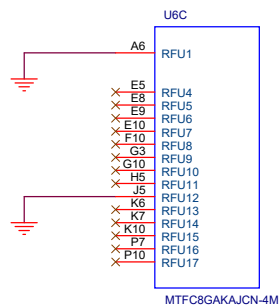 U6C
A6 RFU1
E5 RFU4
E8 RFU5
E9 RFU6
E10 RFU7
F10 RFU8
G3 RFU9
G10 RFU10
H5 RFU11
J5 RFU12
K6 RFU13
K7 RFU14
K10 RFU15
P7 RFU16
P10 RFU17
MTFC8GAKAJCN-4M